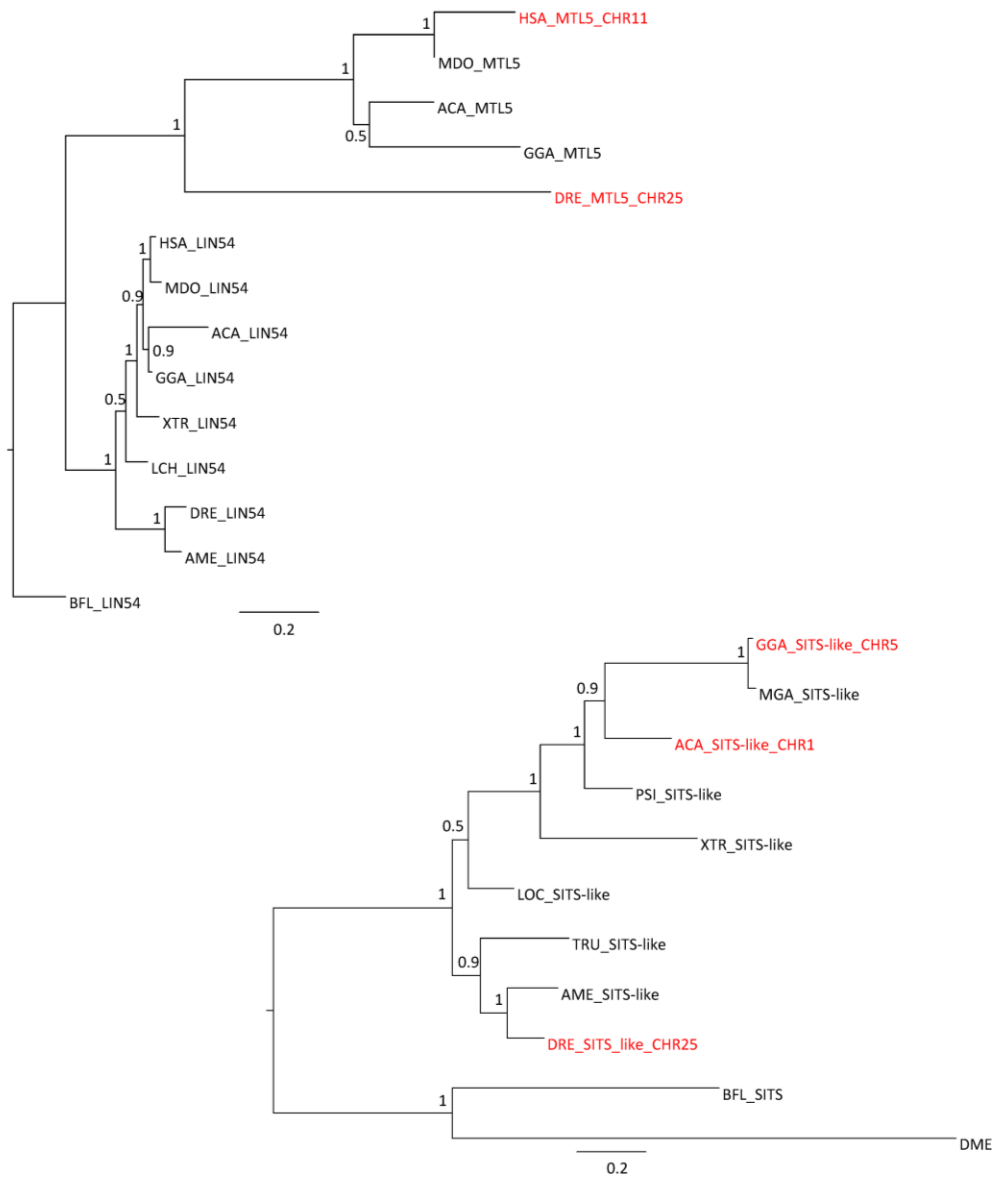 1
HSA_MTL5_CHR11
MDO_MTL5
1
ACA_MTL5
0.5
GGA_MTL5
1
DRE_MTL5_CHR25
HSA_LIN54
1
MDO_LIN54
0.9
ACA_LIN54
0.9
GGA_LIN54
1
0.5
XTR_LIN54
1
LCH_LIN54
DRE_LIN54
1
AME_LIN54
BFL_LIN54
0.2
GGA_SITS-like_CHR5
1
MGA_SITS-like
0.9
ACA_SITS-like_CHR1
1
PSI_SITS-like
1
XTR_SITS-like
0.5
LOC_SITS-like
1
TRU_SITS-like
0.9
AME_SITS-like
1
DRE_SITS_like_CHR25
BFL_SITS
1
DME
0.2